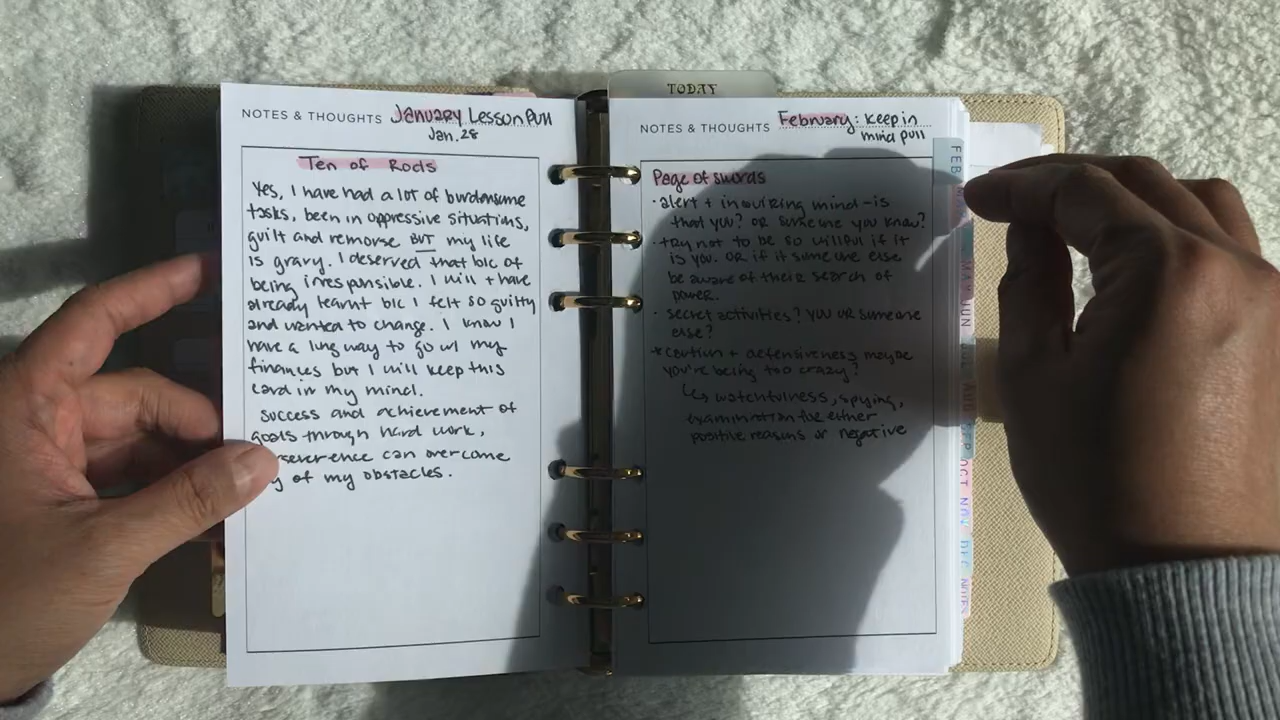 NOTES & THOUGHTS January Lesson Pull
Jan. 28
Ten of Rods
Yes, I have had a lot of burdensome
tasks, been in oppressive situations,
guilt and remorse BUT my life
is gravy. I deserved that b/c of
being irresponsible. I will + have
already learnt b/c I felt so guilty
and wanted to change. I know I
have a long way to go w/ my
finances but I will keep this
card in my mind.
Success and achievement of
goals through hard work,
can overcome
of my obstacles.
TODAY
NOTES & THOUGHTS February: Keep in
mind pull
Page of Swords
· alert + inquiring mind - is
that you? OR someone you know?
· try not to be so willful if it
is you. OR if it someone else
be aware of their search of
power.
· secret activities? YOU OR someone
else?
* caution + defensiveness maybe
you're being too crazy?
↳ watchfulness, spying,
examination for either
positive reasons or negative
FEB
JUN
AUG
SEP
OCT
NOV
DEC
NOTES